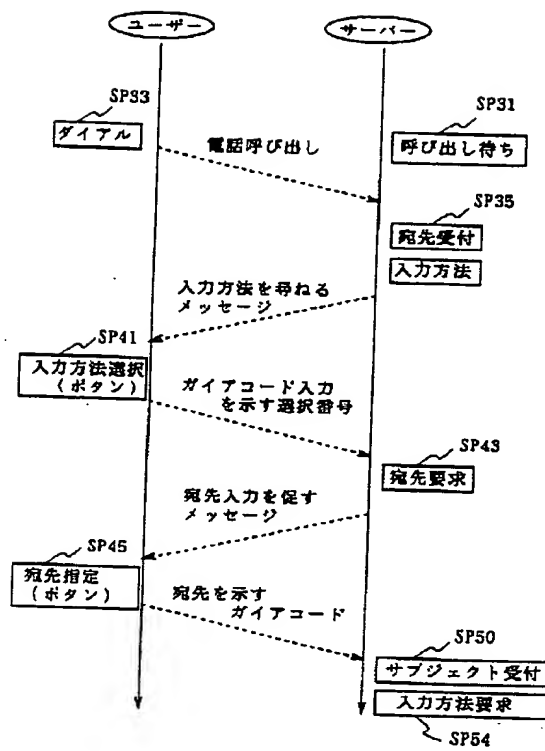 ユーザー
サーバー
SP33
ダイアル
SP31
呼び出し待ち
電話呼び出し
SP35
宛先受付
入力方法
入力方法を尋ねる
メッセージ
SP41
入力方法選択
(ボタン)
ガイアコード入力
を示す選択番号
SP43
宛先要求
宛先入力を促す
メッセージ
SP45
宛先指定
(ボタン)
宛先を示す
ガイアコード
SP50
サブジェクト受付
入力方法要求
SP54